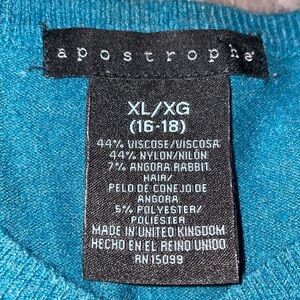 apostrophe
XL/XG
(16-18)
44% VISCOSE/VISCOSA
44% NYLON/NILÓN
7% ANGORA RABBIT
HAIR/
PELO DE CONEJO DE
ANGORA
5% POLYESTER/
POLIÉSTER
MADE IN UNITED KINGDOM
HECHO EN EL REINO UNIDO
RN 15099